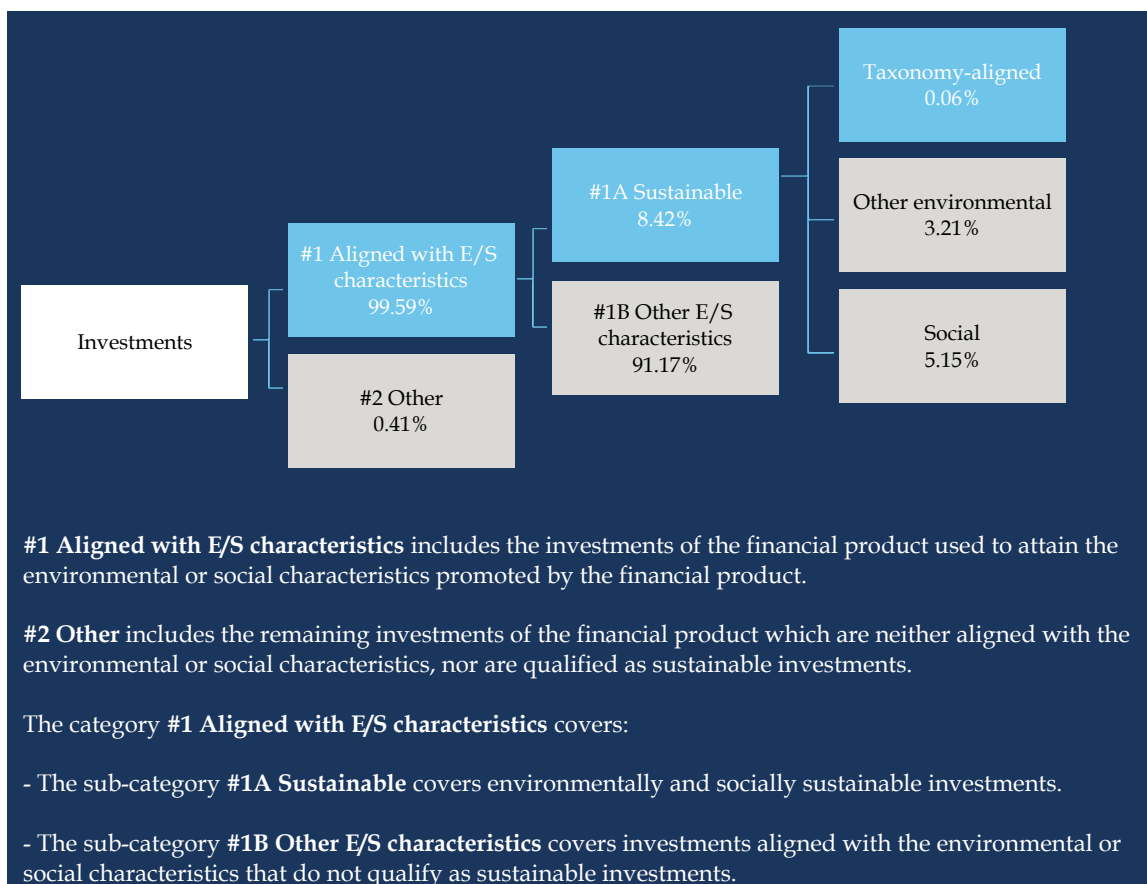 Investments
#1 Aligned with E/S
characteristics
99.59%
#2 Other
0.41%
#1A Sustainable
8.42%
#1B Other E/S
characteristics
91.17%
Taxonomy-aligned
0.06%
Other environmental
3.21%
Social
5.15%
#1 Aligned with E/S characteristics includes the investments of the financial product used to attain the
environmental or social characteristics promoted by the financial product.
#2 Other includes the remaining investments of the financial product which are neither aligned with the
environmental or social characteristics, nor are qualified as sustainable investments.
The category #1 Aligned with E/S characteristics covers:
- The sub-category #1A Sustainable covers environmentally and socially sustainable investments.
- The sub-category #1B Other E/S characteristics covers investments aligned with the environmental or
social characteristics that do not qualify as sustainable investments.